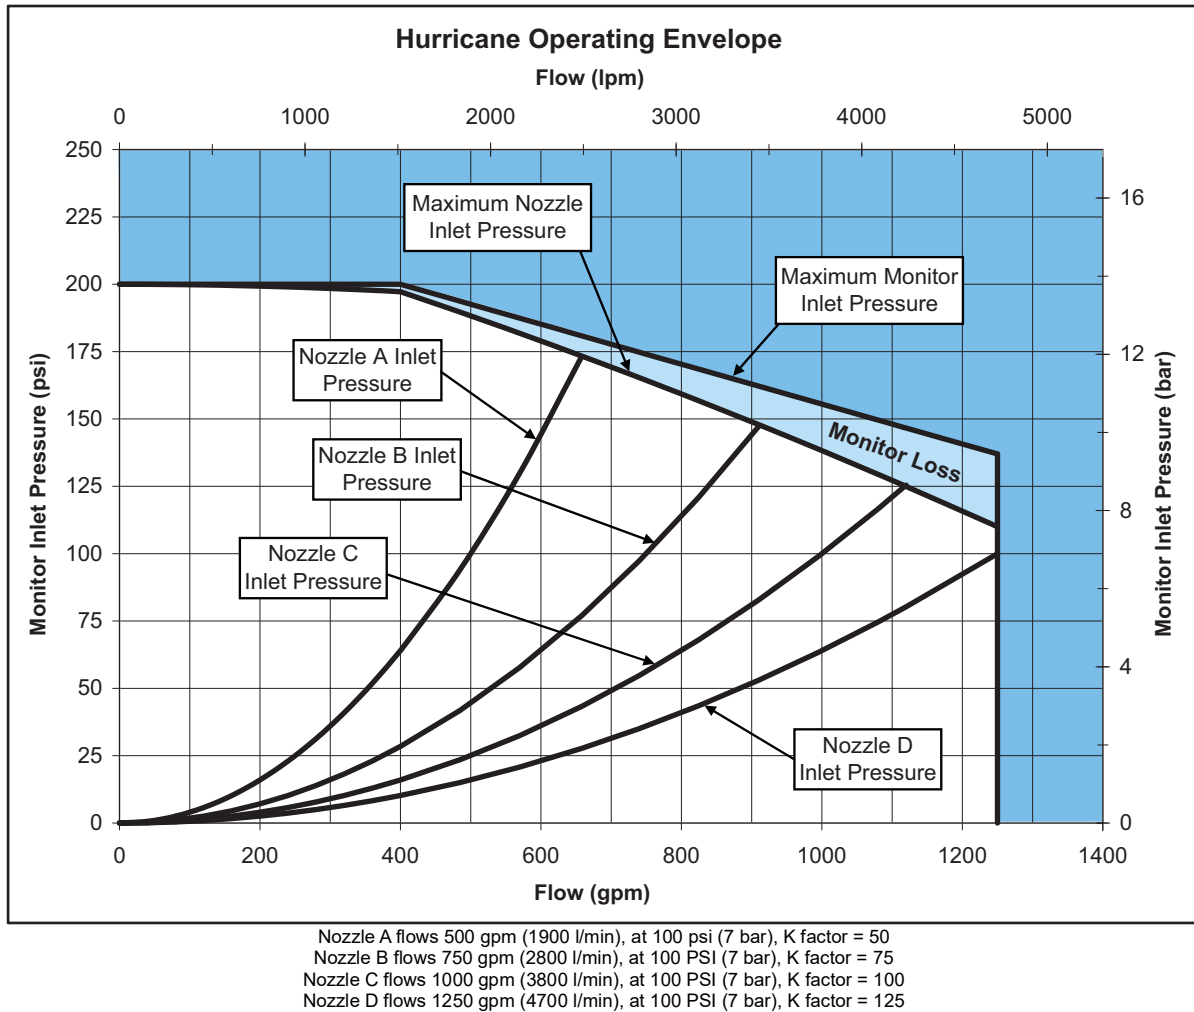 Hurricane Operating Envelope
Flow (lpm)
0 1000 2000 3000 4000 5000
250
225
200
175
150
125
100
75
50
25
0
Monitor Inlet Pressure (psi)
16
12
8
4
0
Monitor Inlet Pressure (bar)
Maximum Nozzle
Inlet Pressure
Maximum Monitor
Inlet Pressure
Nozzle A Inlet
Pressure
Monitor Loss
Nozzle B Inlet
Pressure
Nozzle C
Inlet Pressure
Nozzle D
Inlet Pressure
0 200 400 600 800 1000 1200 1400
Flow (gpm)
Nozzle A flows 500 gpm (1900 l/min), at 100 psi (7 bar), K factor = 50
Nozzle B flows 750 gpm (2800 l/min), at 100 PSI (7 bar), K factor = 75
Nozzle C flows 1000 gpm (3800 l/min), at 100 PSI (7 bar), K factor = 100
Nozzle D flows 1250 gpm (4700 l/min), at 100 PSI (7 bar), K factor = 125